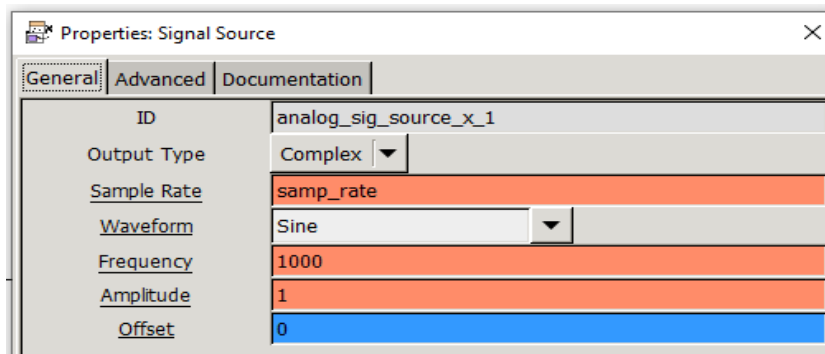 Properties: Signal Source
General Advanced Documentation
ID analog_sig_source_x_1
Output Type Complex
Sample Rate samp_rate
Waveform Sine
Frequency 1000
Amplitude 1
Offset 0